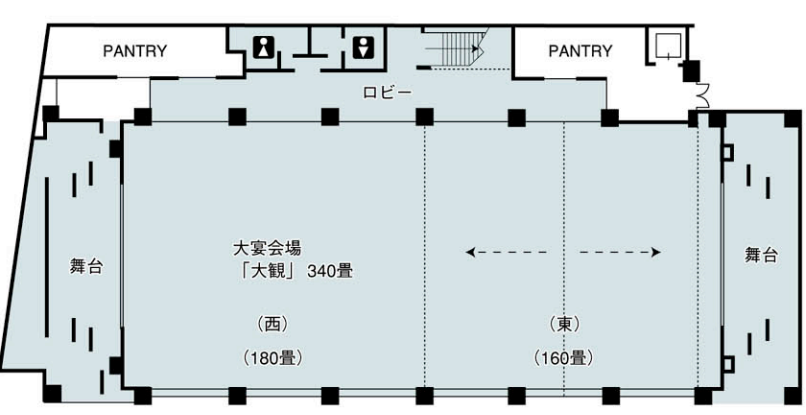 PANTRY
PANTRY
ロビー
舞台
大宴会場
「大観」340畳
舞台
（西）
（180畳）
（東）
（160畳）